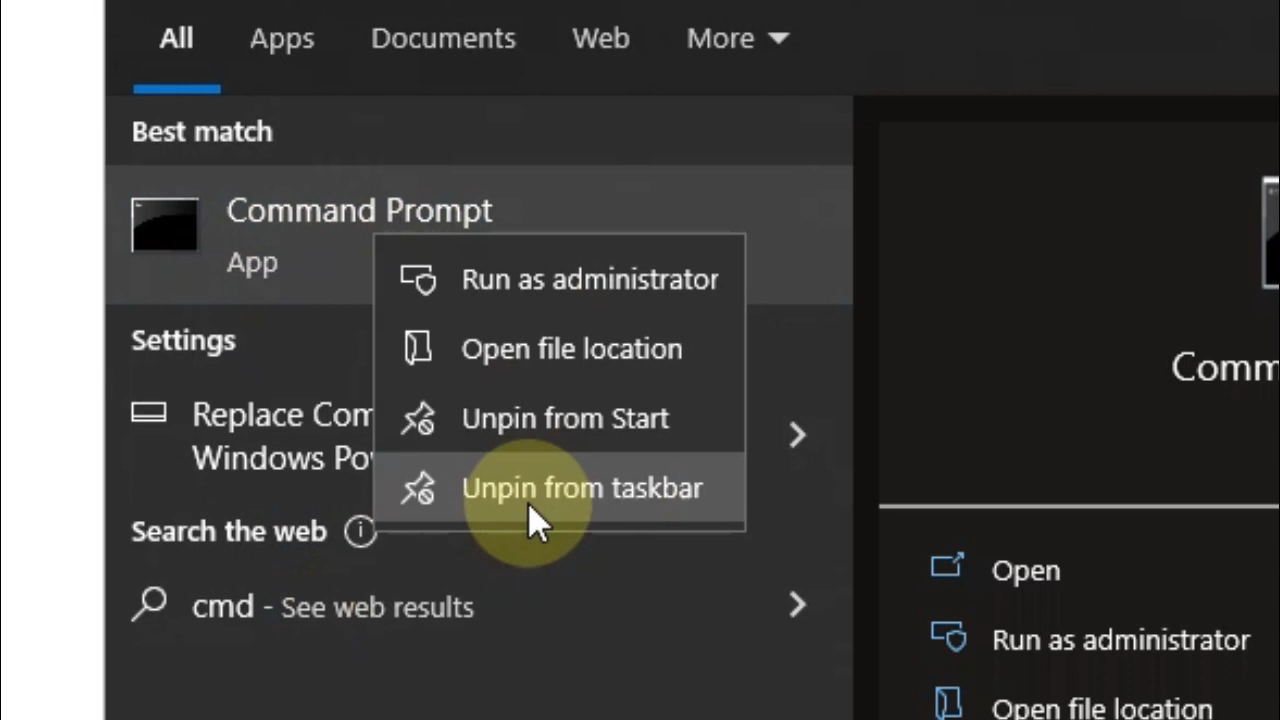 All Apps Documents Web More
Best match
Command Prompt
App
Run as administrator
Open file location
Unpin from Start
Unpin from taskbar
Settings
Replace Com
Windows Po
Search the web
cmd - See web results
Comm
Open
Run as administrator
Open file location